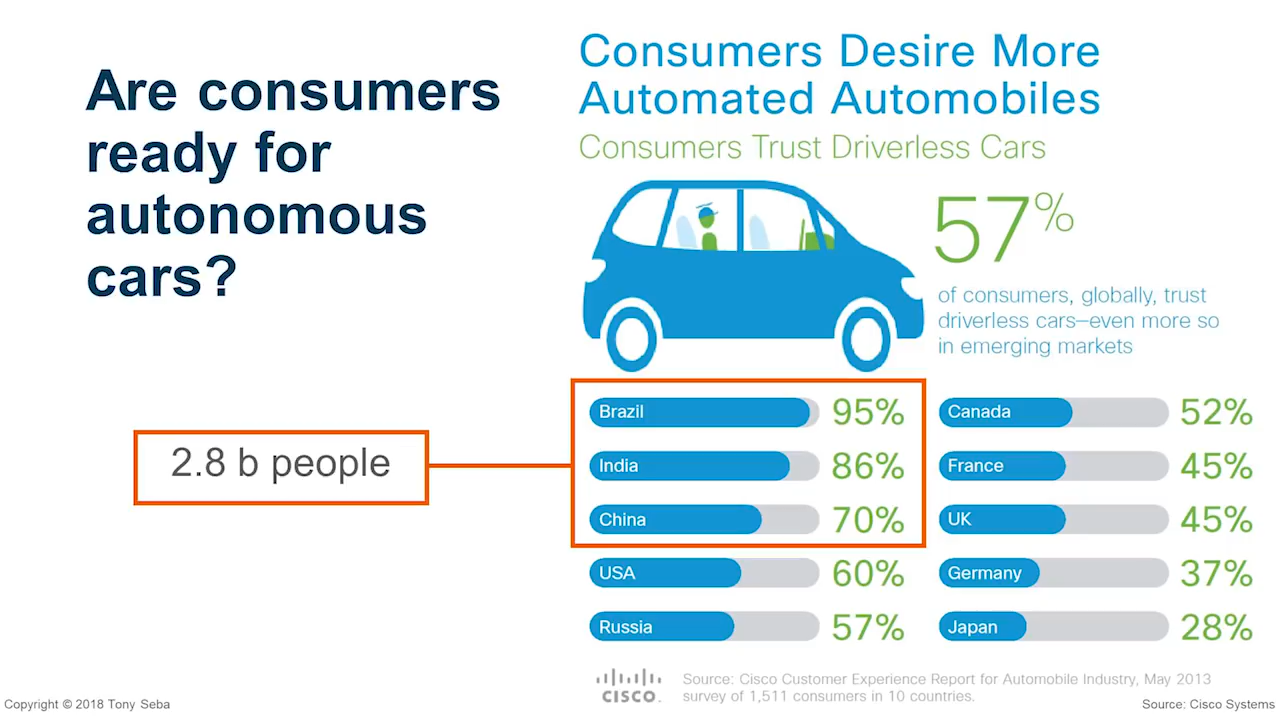 Are consumers
ready for
autonomous
cars?
2.8 b people
Consumers Desire More
Automated Automobiles
Consumers Trust Driverless Cars
57%
of consumers, globally, trust
driverless cars—even more so
in emerging markets
Brazil 95%
India 86%
China 70%
USA 60%
Russia 57%
Canada 52%
France 45%
UK 45%
Germany 37%
Japan 28%
CISCO.
Source: Cisco Customer Experience Report for Automobile Industry, May 2013
survey of 1,511 consumers in 10 countries.
Copyright © 2018 Tony Seba
Source: Cisco Systems